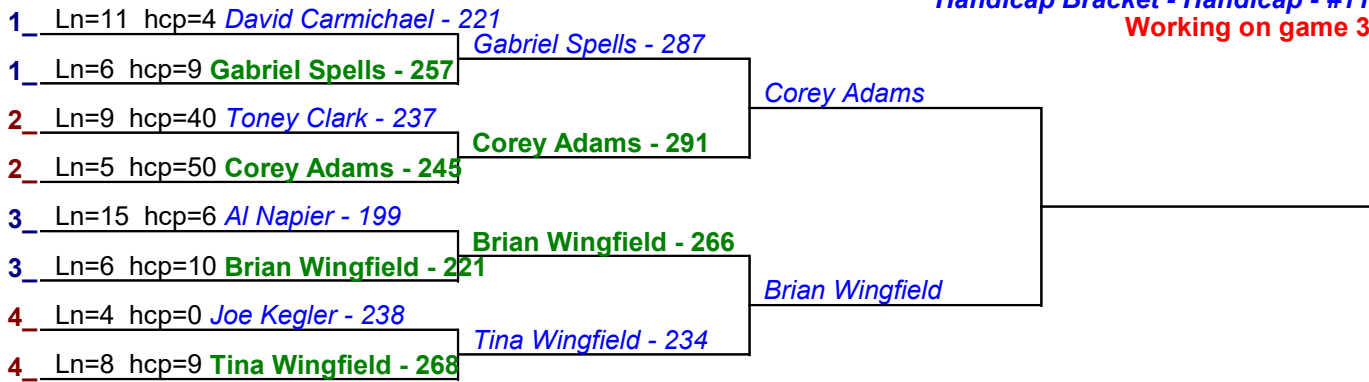 Handicap Bracket - Handicap - #11
Working on game 3
1_ Ln=11 hcp=4 David Carmichael - 221
1_ Ln=6 hcp=9 Gabriel Spells - 257
2_ Ln=9 hcp=40 Toney Clark - 237
2_ Ln=5 hcp=50 Corey Adams - 245
3_ Ln=15 hcp=6 Al Napier - 199
3_ Ln=6 hcp=10 Brian Wingfield - 221
4_ Ln=4 hcp=0 Joe Kegler - 238
4_ Ln=8 hcp=9 Tina Wingfield - 268
Gabriel Spells - 287
Corey Adams - 291
Brian Wingfield - 266
Tina Wingfield - 234
Corey Adams
Brian Wingfield